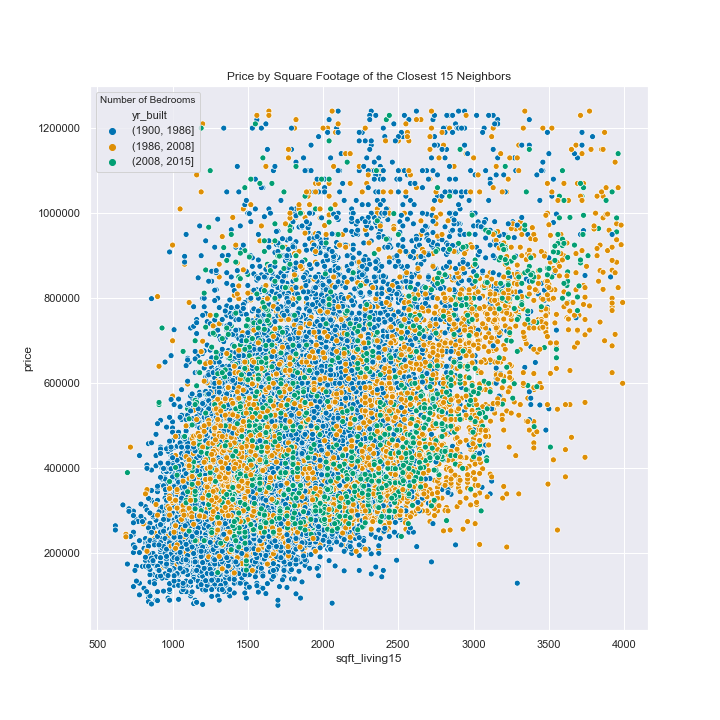 Price by Square Footage of the Closest 15 Neighbors
Number of Bedrooms
yr_built
(1900, 1986]
(1986, 2008]
(2008, 2015]
1200000
1000000
800000
600000
400000
200000
price
500 1000 1500 2000 2500 3000 3500 4000
sqft_living15